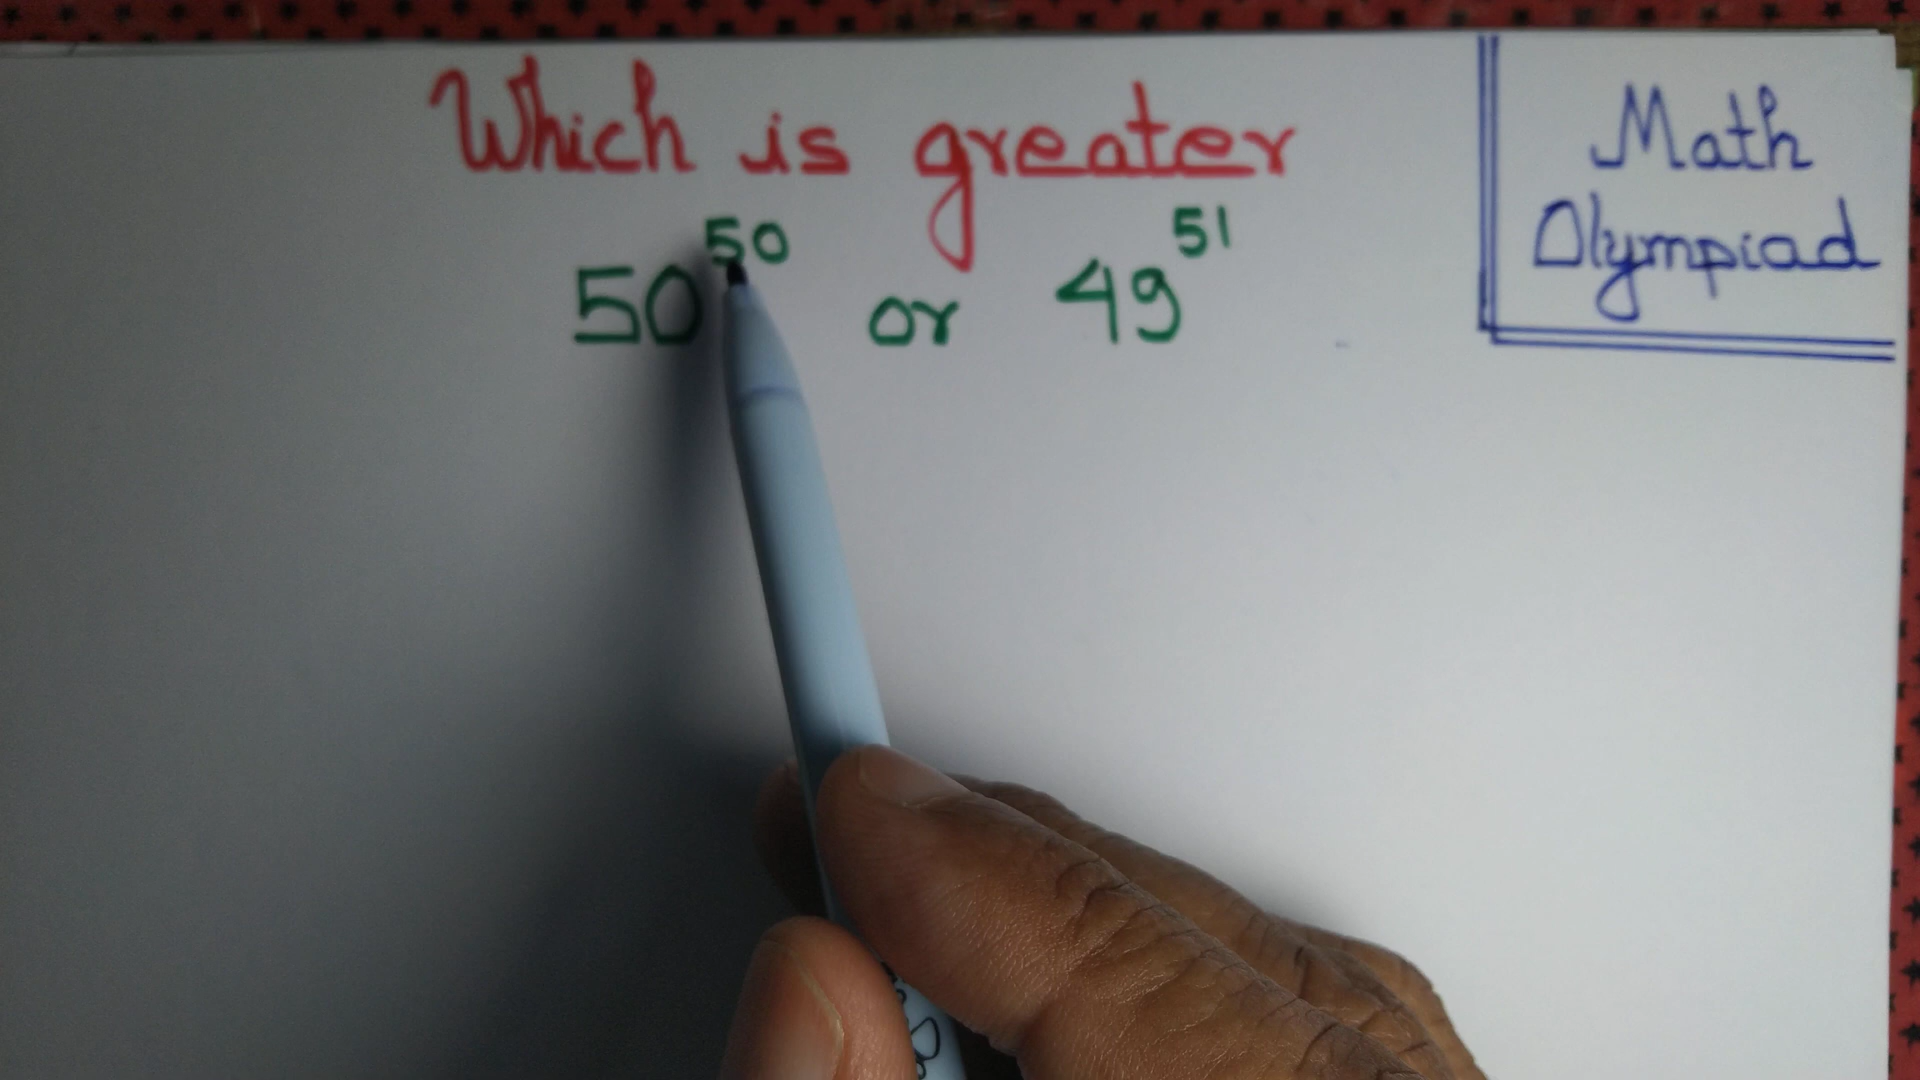 Which is greater
50^50 or 49^51
Math
Olympiad